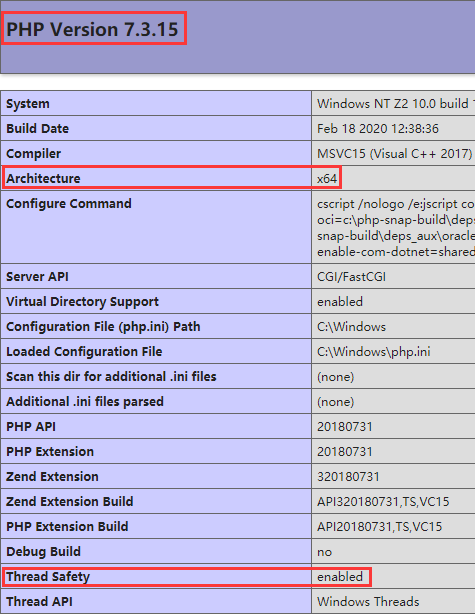 PHP Version 7.3.15
System Windows NT Z2 10.0 build
Build Date Feb 18 2020 12:38:36
Compiler MSVC15 (Visual C++ 2017)
Architecture x64
Configure Command cscript /nologo /e:jscript co
oci=c:\php-snap-build\deps
snap-build\deps_aux\oracle
enable-com-dotnet=shared
Server API CGI/FastCGI
Virtual Directory Support enabled
Configuration File (php.ini) Path C:\Windows
Loaded Configuration File C:\Windows\php.ini
Scan this dir for additional .ini files (none)
Additional .ini files parsed (none)
PHP API 20180731
PHP Extension 20180731
Zend Extension 320180731
Zend Extension Build API320180731,TS,VC15
PHP Extension Build API20180731,TS,VC15
Debug Build no
Thread Safety enabled
Thread API Windows Threads